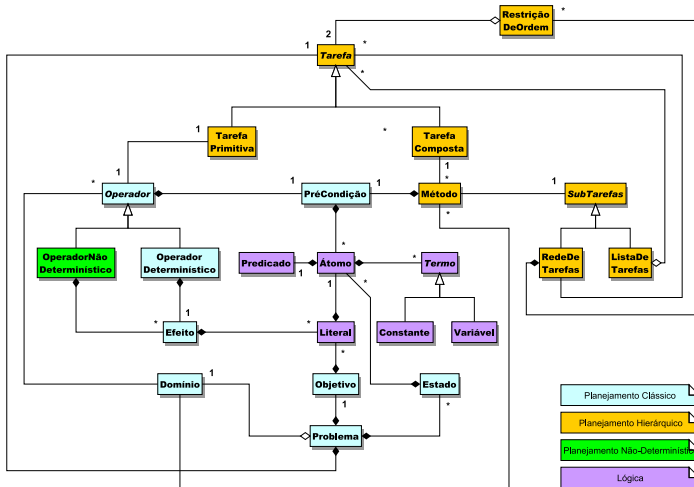 Restrição
DeOrdem
*
2
1
Tarefa
*
*
Tarefa
Primitiva
*
Tarefa
Composta
1
1
1
*
Operador
*
1
PréCondição
1
Método
*
1
SubTarefas
OperadorNão
Determinístico
Operador
Determinístico
Predicado
1
Átomo
*
*
Termo
RedeDe
Tarefas
ListaDe
Tarefas
1
*
1
*
Efeito
*
Literal
Constante
Variável
*
Domínio
1
Objetivo
Estado
1
*
Problema
Planejamento Clássico
Planejamento Hierárquico
Planejamento Não-Determinístic
Lógica